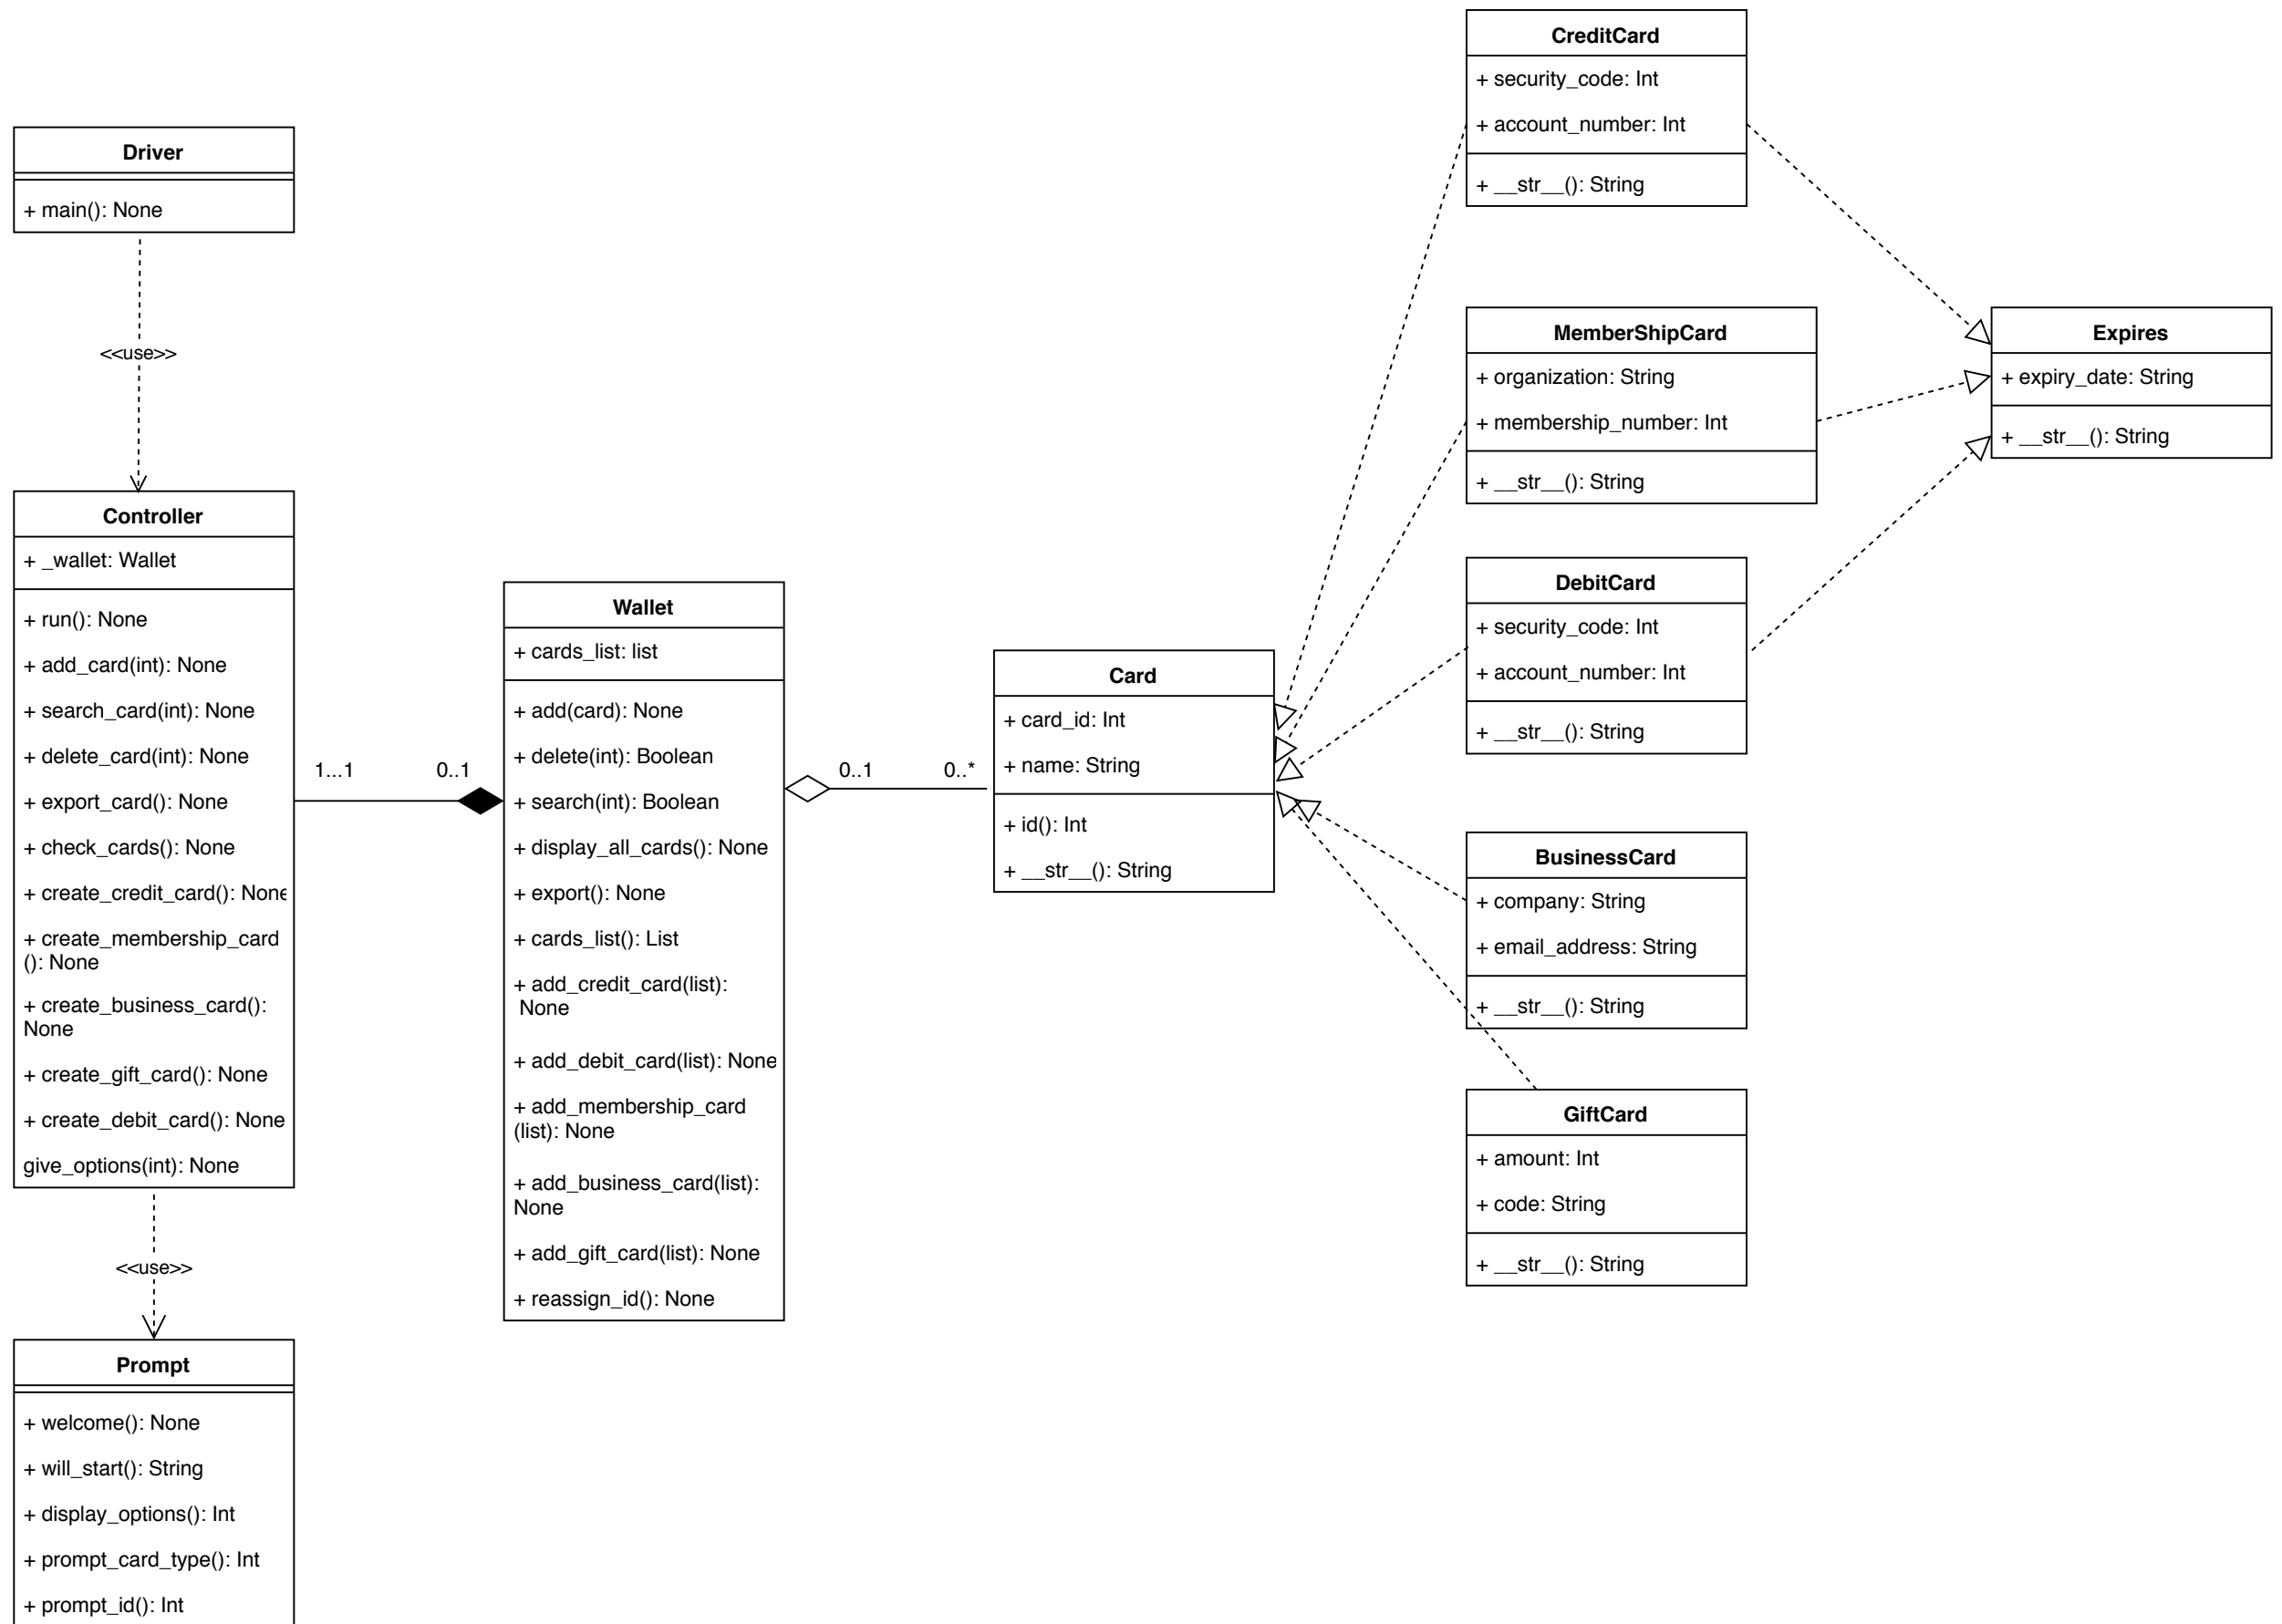 Driver
+ main(): None
<<use>>
Controller
+ _wallet: Wallet
+ run(): None
+ add_card(int): None
+ search_card(int): None
+ delete_card(int): None
+ export_card(): None
+ check_cards(): None
+ create_credit_card(): None
+ create_membership_card
(): None
+ create_business_card():
None
+ create_gift_card(): None
+ create_debit_card(): None
give_options(int): None
<<use>>
Prompt
+ welcome(): None
+ will_start(): String
+ display_options(): Int
+ prompt_card_type(): Int
+ prompt_id(): Int
1...1
0..1
Wallet
+ cards_list: list
+ add(card): None
+ delete(int): Boolean
+ search(int): Boolean
+ display_all_cards(): None
+ export(): None
+ cards_list(): List
+ add_credit_card(list):
None
+ add_debit_card(list): None
+ add_membership_card
(list): None
+ add_business_card(list):
None
+ add_gift_card(list): None
+ reassign_id(): None
0..1
0..*
Card
+ card_id: Int
+ name: String
+ id(): Int
+ __str__(): String
CreditCard
+ security_code: Int
+ account_number: Int
+ __str__(): String
MemberShipCard
+ organization: String
+ membership_number: Int
+ __str__(): String
DebitCard
+ security_code: Int
+ account_number: Int
+ __str__(): String
BusinessCard
+ company: String
+ email_address: String
+ __str__(): String
GiftCard
+ amount: Int
+ code: String
+ __str__(): String
Expires
+ expiry_date: String
+ __str__(): String